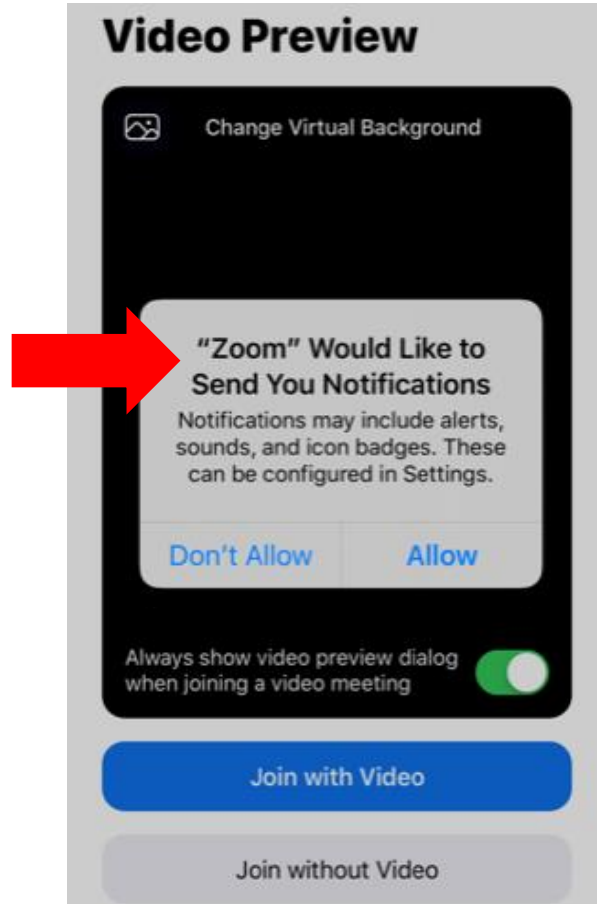 Video Preview
Change Virtual Background
“Zoom” Would Like to
Send You Notifications
Notifications may include alerts,
sounds, and icon badges. These
can be configured in Settings.
Don’t Allow
Allow
Always show video preview dialog
when joining a video meeting
Join with Video
Join without Video